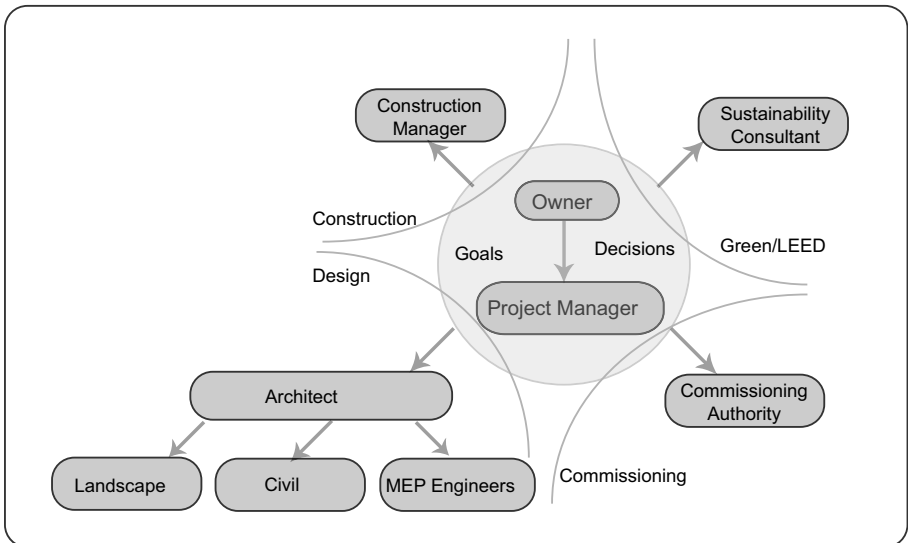 Construction
Manager
Sustainability
Consultant
Owner
Construction
Goals
Decisions
Green/LEED
Design
Project Manager
Architect
Commissioning
Authority
Landscape
Civil
MEP Engineers
Commissioning